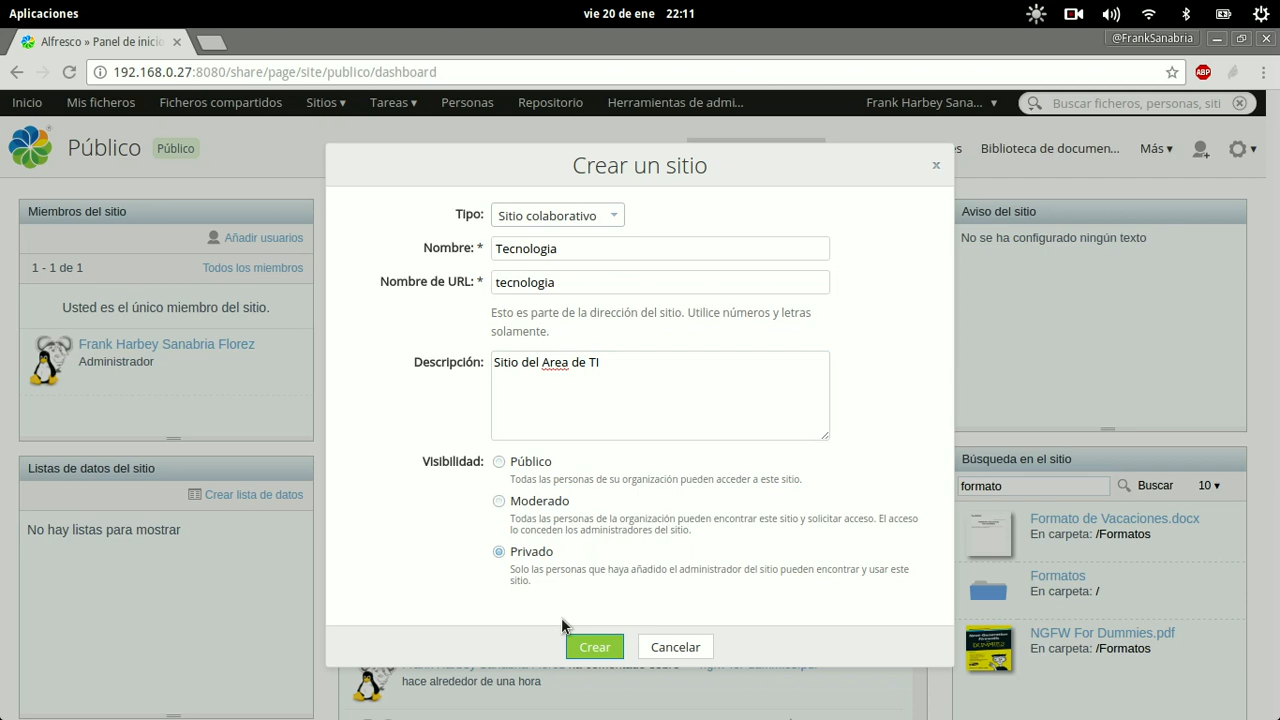 Aplicaciones
vie 20 de ene 22:11
Alfresco » Panel de inicio
@FrankSanabria
192.168.0.27:8080/share/page/site/publico/dashboard
ABP
Inicio
Mis ficheros
Ficheros compartidos
Sitios ▾
Tareas ▾
Personas
Repositorio
Herramientas de admi...
Frank Harbey Sana... ▾
Buscar ficheros, personas, siti
Público
Público
Biblioteca de documen...
Más ▾
Crear un sitio
x
Miembros del sitio
Añadir usuarios
1 - 1 de 1
Todos los miembros
Usted es el único miembro del sitio.
Frank Harbey Sanabria Florez
Administrador
Listas de datos del sitio
Crear lista de datos
No hay listas para mostrar
Tipo:
Sitio colaborativo
Nombre: *
Tecnologia
Nombre de URL: *
tecnologia
Esto es parte de la dirección del sitio. Utilice números y letras
solamente.
Descripción:
Sitio del Area de TI
Visibilidad:
Público
Todas las personas de su organización pueden acceder a este sitio.
Moderado
Todas las personas de la organización pueden encontrar este sitio y solicitar acceso. El acceso
lo conceden los administradores del sitio.
Privado
Solo las personas que haya añadido el administrador del sitio pueden encontrar y usar este
sitio.
Crear
Cancelar
hace alrededor de una hora
Aviso del sitio
No se ha configurado ningún texto
Búsqueda en el sitio
formato
Buscar
10 ▾
Formato de Vacaciones.docx
En carpeta: /Formatos
Formatos
En carpeta: /
NGFW For Dummies.pdf
En carpeta: /Formatos
DUMMIES